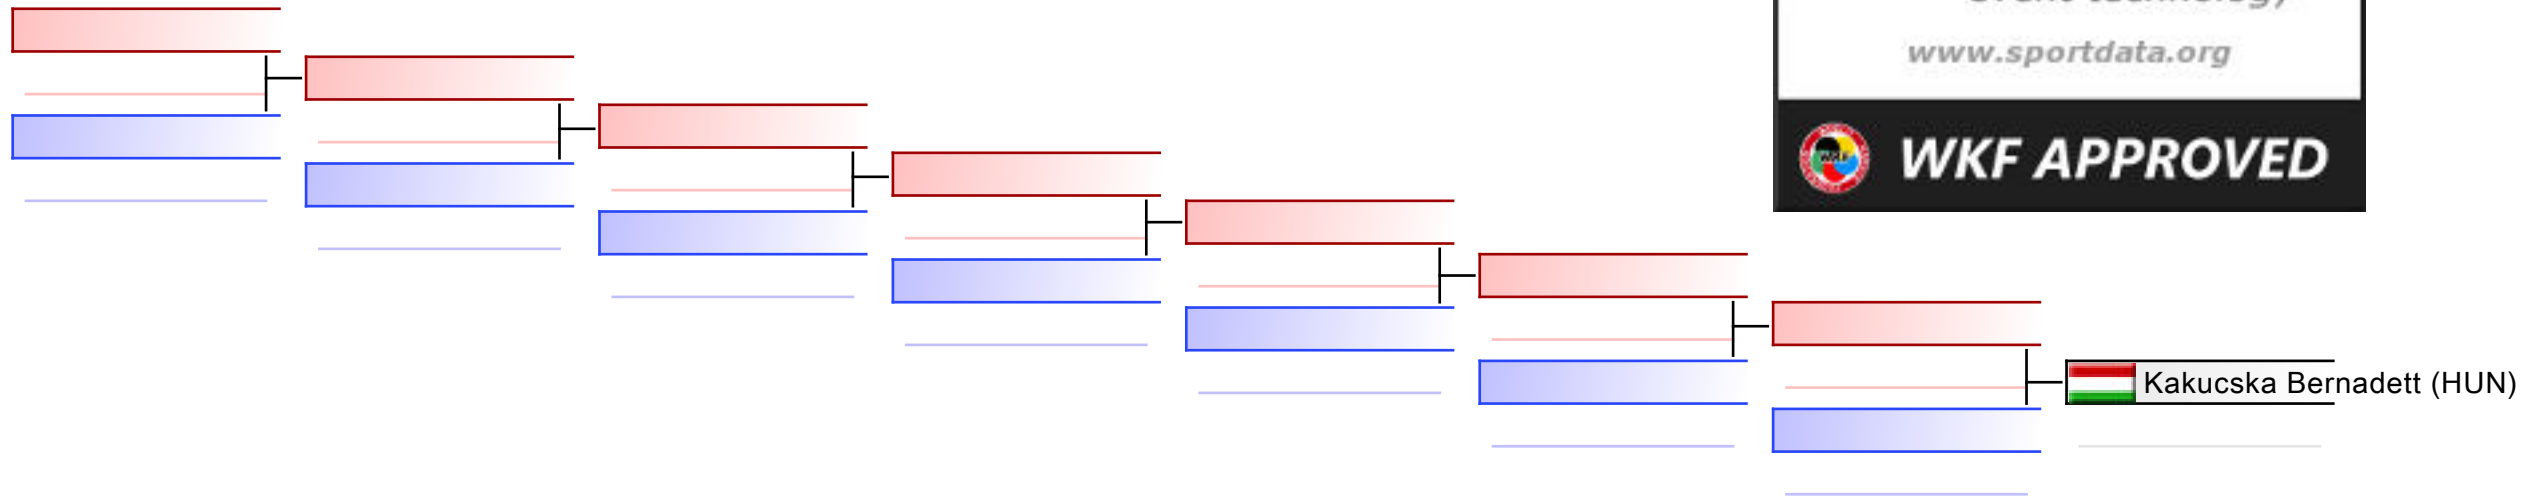 www.sportdata.org
WKF APPROVED
Kakucska Bernadett (HUN)